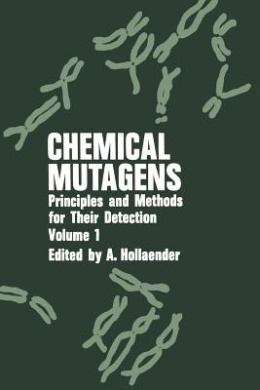 CHEMICAL
MUTAGENS
Principles and Methods
for Their Detection
Volume 1
Edited by A. Hollaender